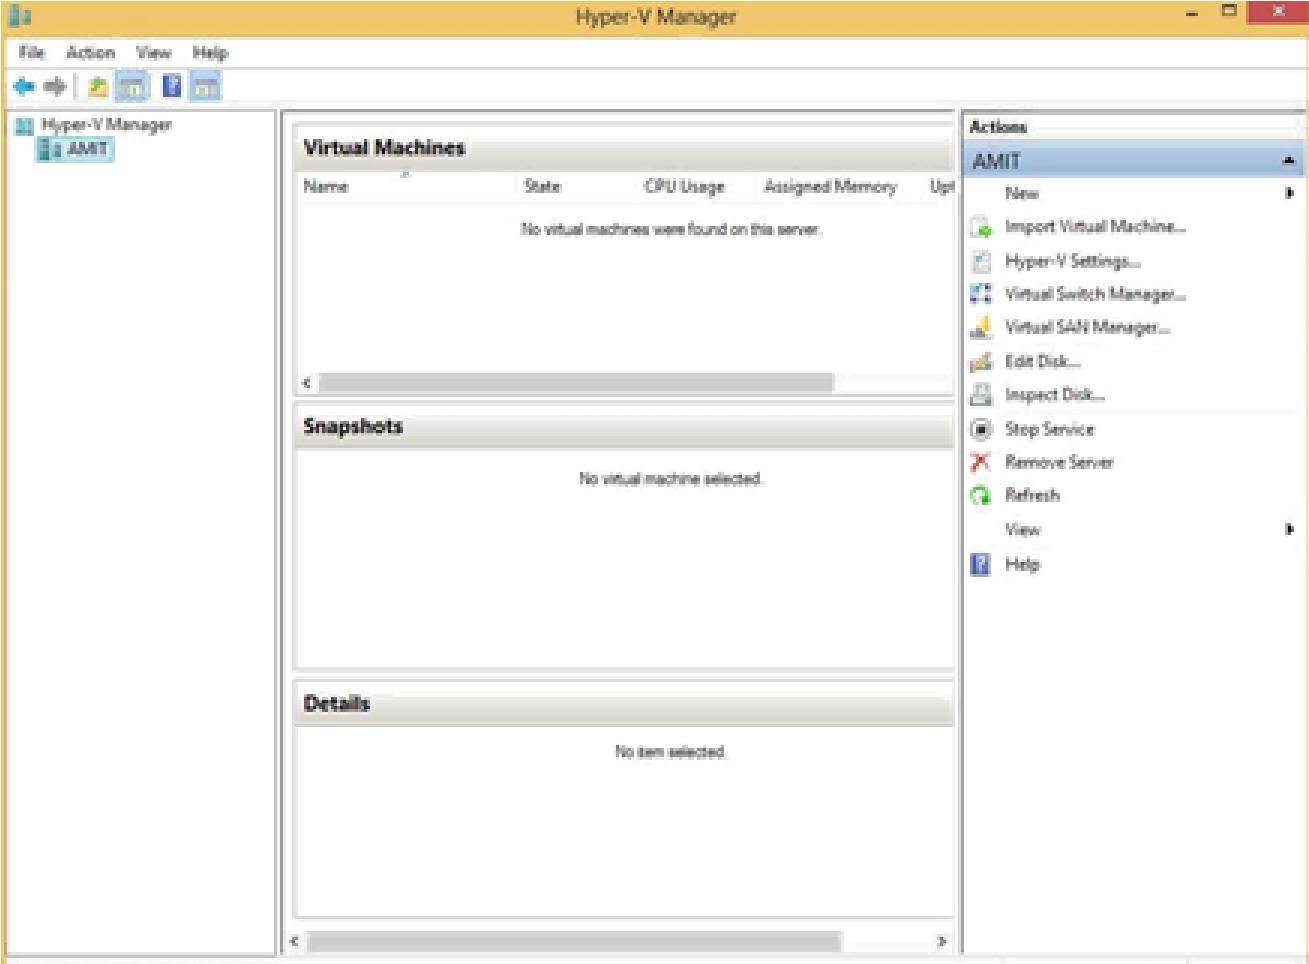 Hyper-V Manager
File Action View Help
Hyper-V Manager
AMIT
Virtual Machines
Name State CPU Usage Assigned Memory Upt
No virtual machines were found on this server.
Snapshots
No virtual machine selected.
Details
No item selected.
Actions
AMIT
New
Import Virtual Machine...
Hyper-V Settings...
Virtual Switch Manager...
Virtual SAN Manager...
Edit Disk...
Inspect Disk...
Stop Service
Remove Server
Refresh
View
Help